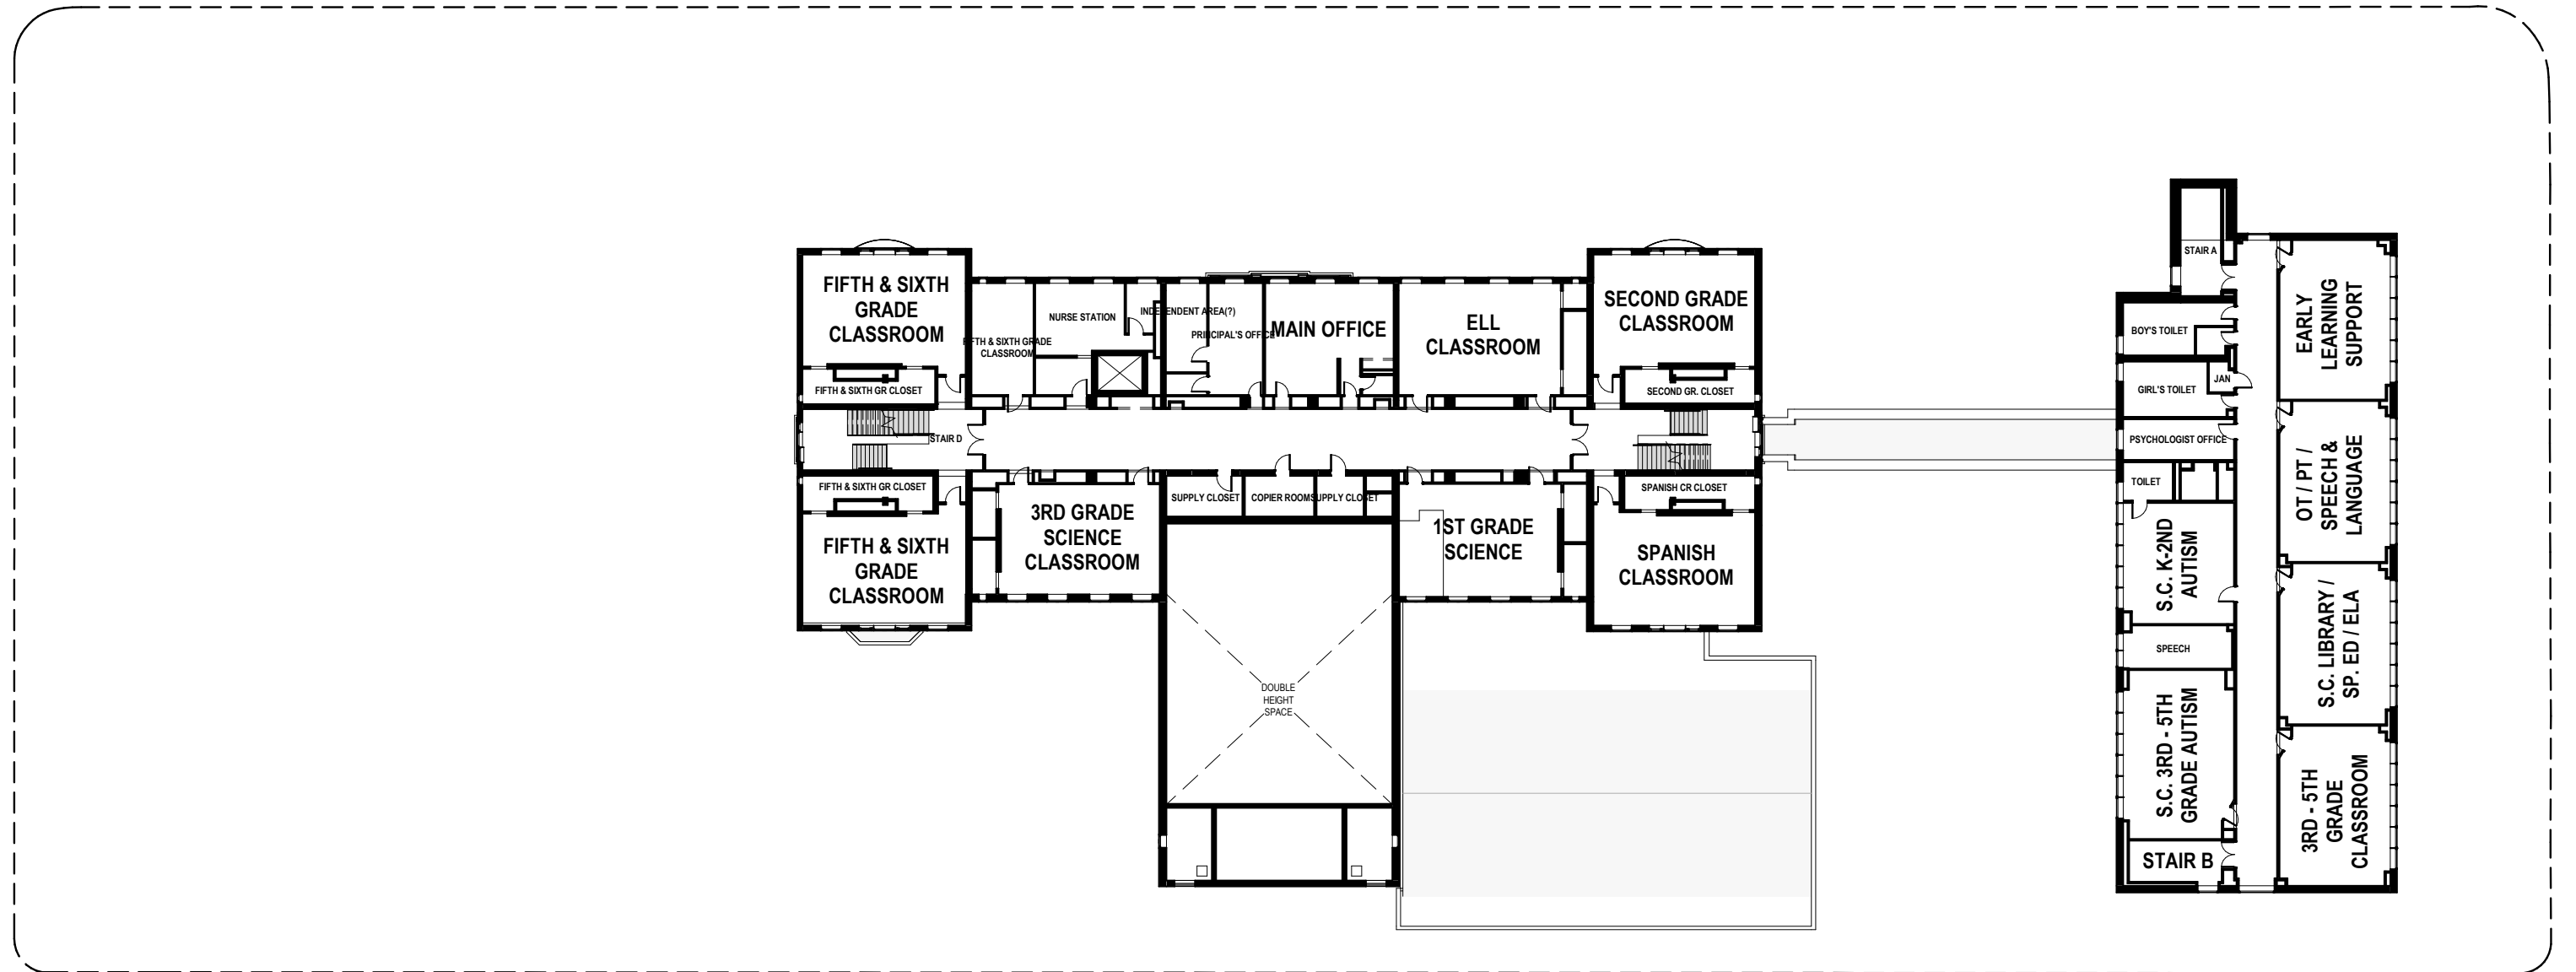 FIFTH & SIXTH
GRADE
CLASSROOM
FIFTH & SIXTH GR CLOSET
FIFTH & SIXTH GRADE
CLASSROOM
NURSE STATION
INDEPENDENT AREA(?)
PRINCIPAL'S OFFICE
MAIN OFFICE
ELL
CLASSROOM
SECOND GRADE
CLASSROOM
SECOND GR. CLOSET
STAIR D
FIFTH & SIXTH GR CLOSET
FIFTH & SIXTH
GRADE
CLASSROOM
3RD GRADE
SCIENCE
CLASSROOM
SUPPLY CLOSET
COPIER ROOM
SUPPLY CLOSET
1ST GRADE
SCIENCE
SPANISH CR CLOSET
SPANISH
CLASSROOM
DOUBLE
HEIGHT
SPACE
STAIR A
BOY'S TOILET
GIRL'S TOILET
JAN
PSYCHOLOGIST OFFICE
TOILET
S.C. K-2ND
AUTISM
SPEECH
S.C. 3RD - 5TH
GRADE AUTISM
STAIR B
EARLY
LEARNING
SUPPORT
OT / PT /
SPEECH &
LANGUAGE
S.C. LIBRARY /
SP. ED / ELA
3RD - 5TH
GRADE
CLASSROOM